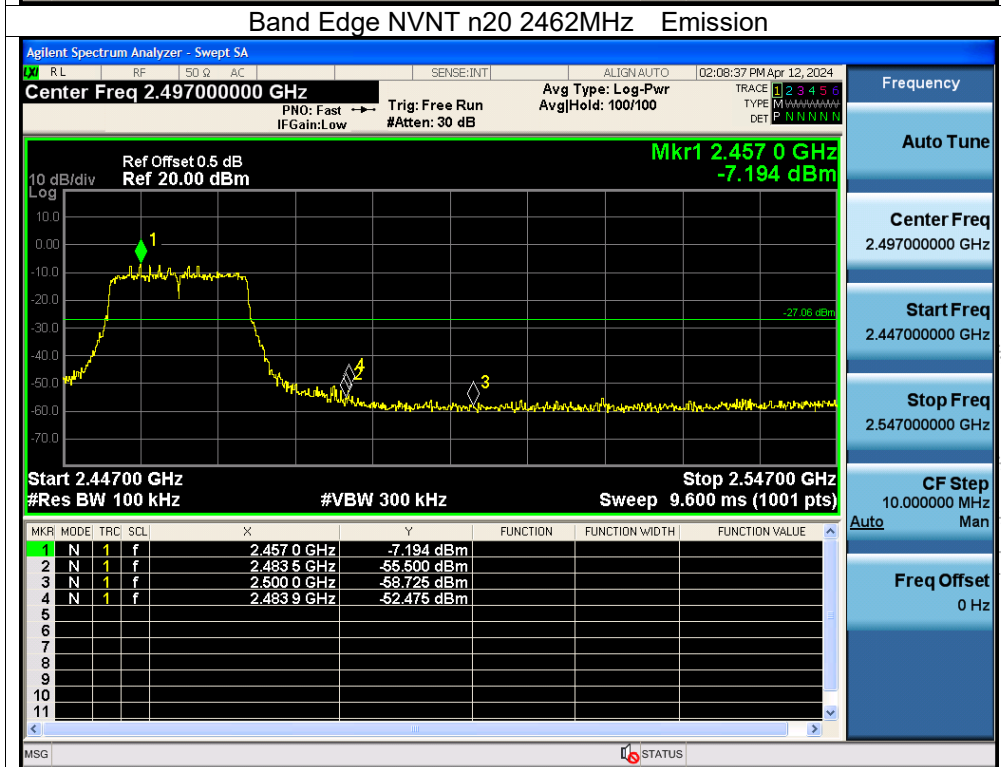 Band Edge NVNT n20 2462MHz Emission
Agilent Spectrum Analyzer - Swept SA
LXI RL RF 50 Ω AC SENSE:INT ALIGN AUTO 02:08:37 PM Apr 12, 2024
Center Freq 2.497000000 GHz
PNO: Fast
IFGain:Low
Trig: Free Run
#Atten: 30 dB
Avg Type: Log-Pwr
Avg|Hold: 100/100
TRACE 1 2 3 4 5 6
TYPE M WWWWW
DET P N N N N N
Mkr1 2.457 0 GHz
-7.194 dBm
Ref Offset 0.5 dB
10 dB/div Ref 20.00 dBm
Log
10.0
0.00
-10.0
-20.0
-30.0
-40.0
-50.0
-60.0
-70.0
1
-27.06 dBm
4
2
3
Start 2.44700 GHz Stop 2.54700 GHz
#Res BW 100 kHz #VBW 300 kHz Sweep 9.600 ms (1001 pts)
MKR MODE TRC SCL X Y FUNCTION FUNCTION WIDTH FUNCTION VALUE
1 N 1 f 2.457 0 GHz -7.194 dBm
2 N 1 f 2.483 5 GHz -55.500 dBm
3 N 1 f 2.500 0 GHz -58.725 dBm
4 N 1 f 2.483 9 GHz -52.475 dBm
5
6
7
8
9
10
11
MSG STATUS
Frequency
Auto Tune
Center Freq
2.497000000 GHz
Start Freq
2.447000000 GHz
Stop Freq
2.547000000 GHz
CF Step
10.000000 MHz
Auto Man
Freq Offset
0 Hz